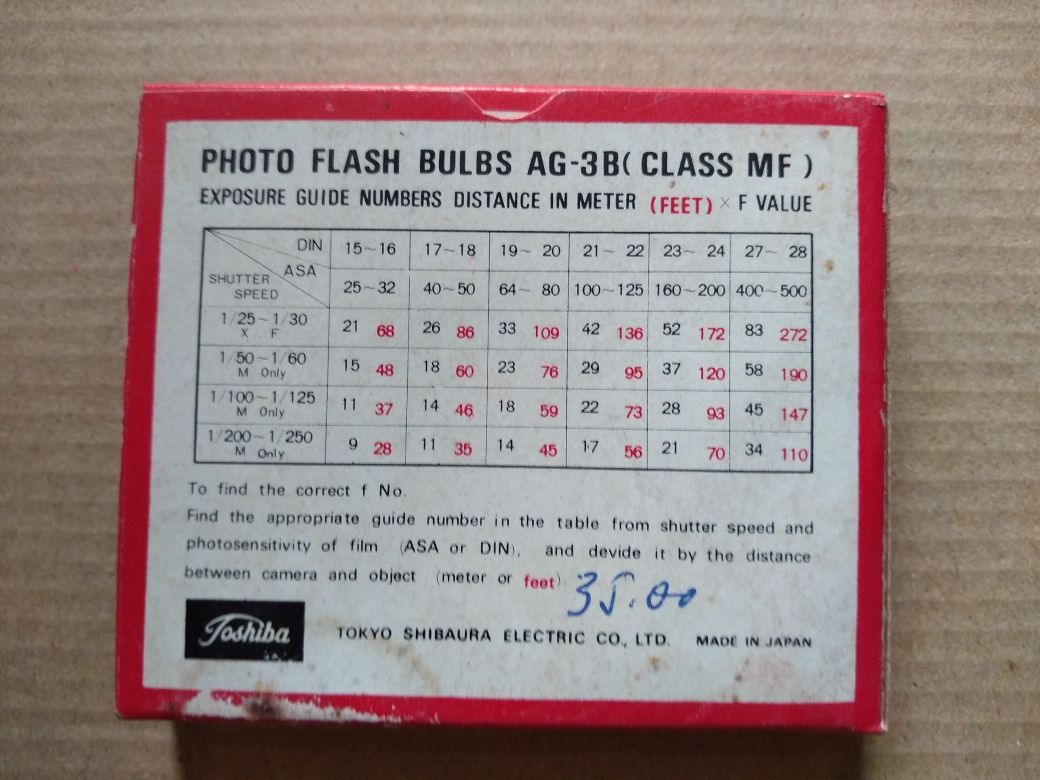 PHOTO FLASH BULBS AG-3B(CLASS MF)
EXPOSURE GUIDE NUMBERS DISTANCE IN METER (FEET) × F VALUE
DIN 15~16 17~18 19~20 21~22 23~24 27~28
SHUTTER SPEED ASA 25~32 40~50 64~80 100~125 160~200 400~500
1/25~1/30 X . F 21 68 26 86 33 109 42 136 52 172 83 272
1/50~1/60 M Only 15 48 18 60 23 76 29 95 37 120 58 190
1/100~1/125 M Only 11 37 14 46 18 59 22 73 28 93 45 147
1/200~1/250 M Only 9 28 11 35 14 45 17 56 21 70 34 110
To find the correct f No.
Find the appropriate guide number in the table from shutter speed and
photosensitivity of film (ASA or DIN), and devide it by the distance
between camera and object (meter or feet).
35.00
Toshiba TOKYO SHIBAURA ELECTRIC CO., LTD. MADE IN JAPAN